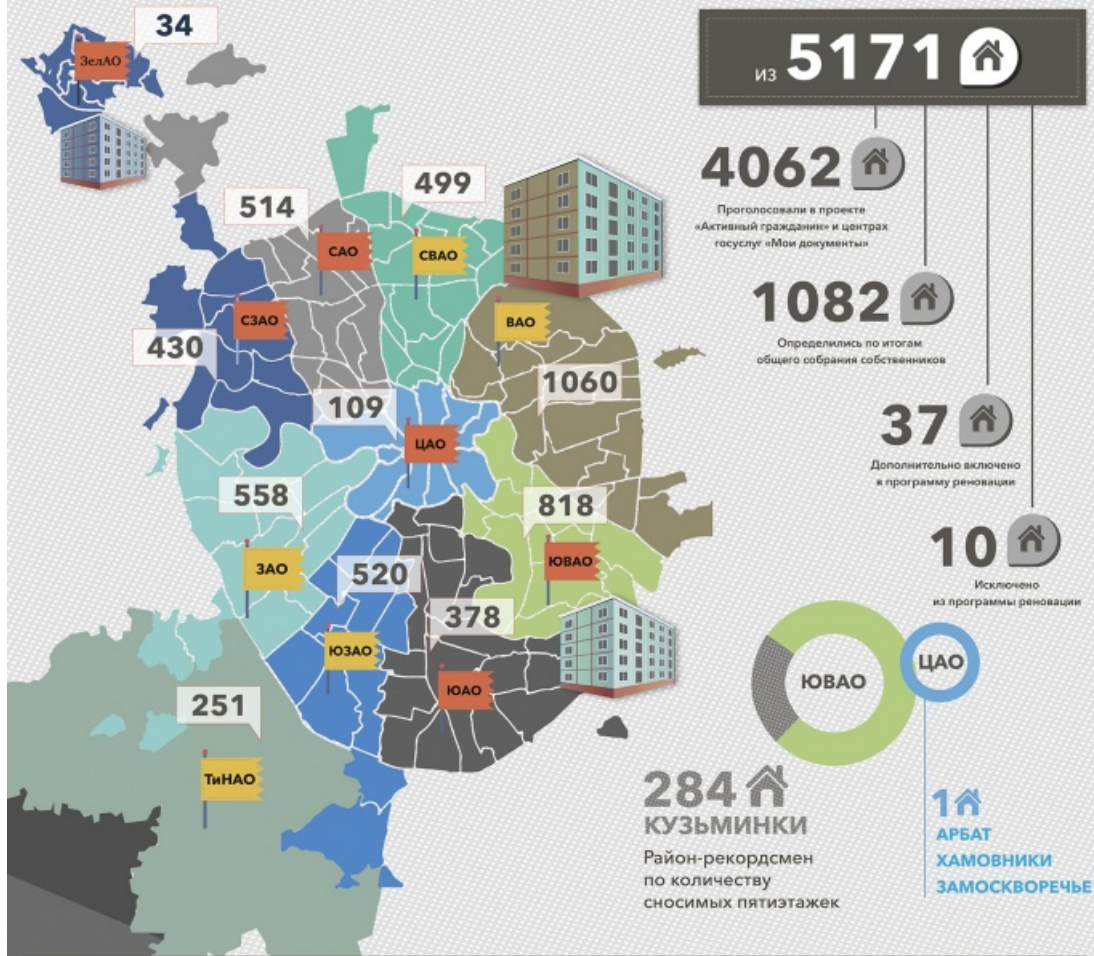 34
ЗелАО
из 5171
4062
Проголосовали в проекте
«Активный гражданин» и центрах
госуслуг «Мои документы»
499
514
САО
СВАО
1082
Определились по итогам
общего собрания собственников
СЗАО
ВАО
430
1060
109
ЦАО
37
Дополнительно включено
в программу реновации
558
818
ЗАО
520
ЮВАО
10
Исключено
из программы реновации
378
ЮЗАО
ЮАО
251
ТиНАО
ЮВАО
ЦАО
284
КУЗЬМИНКИ
Район-рекордсмен
по количеству
сносимых пятиэтажек
1
АРБАТ
ХАМОВНИКИ
ЗАМОСКВОРЕЧЬЕ